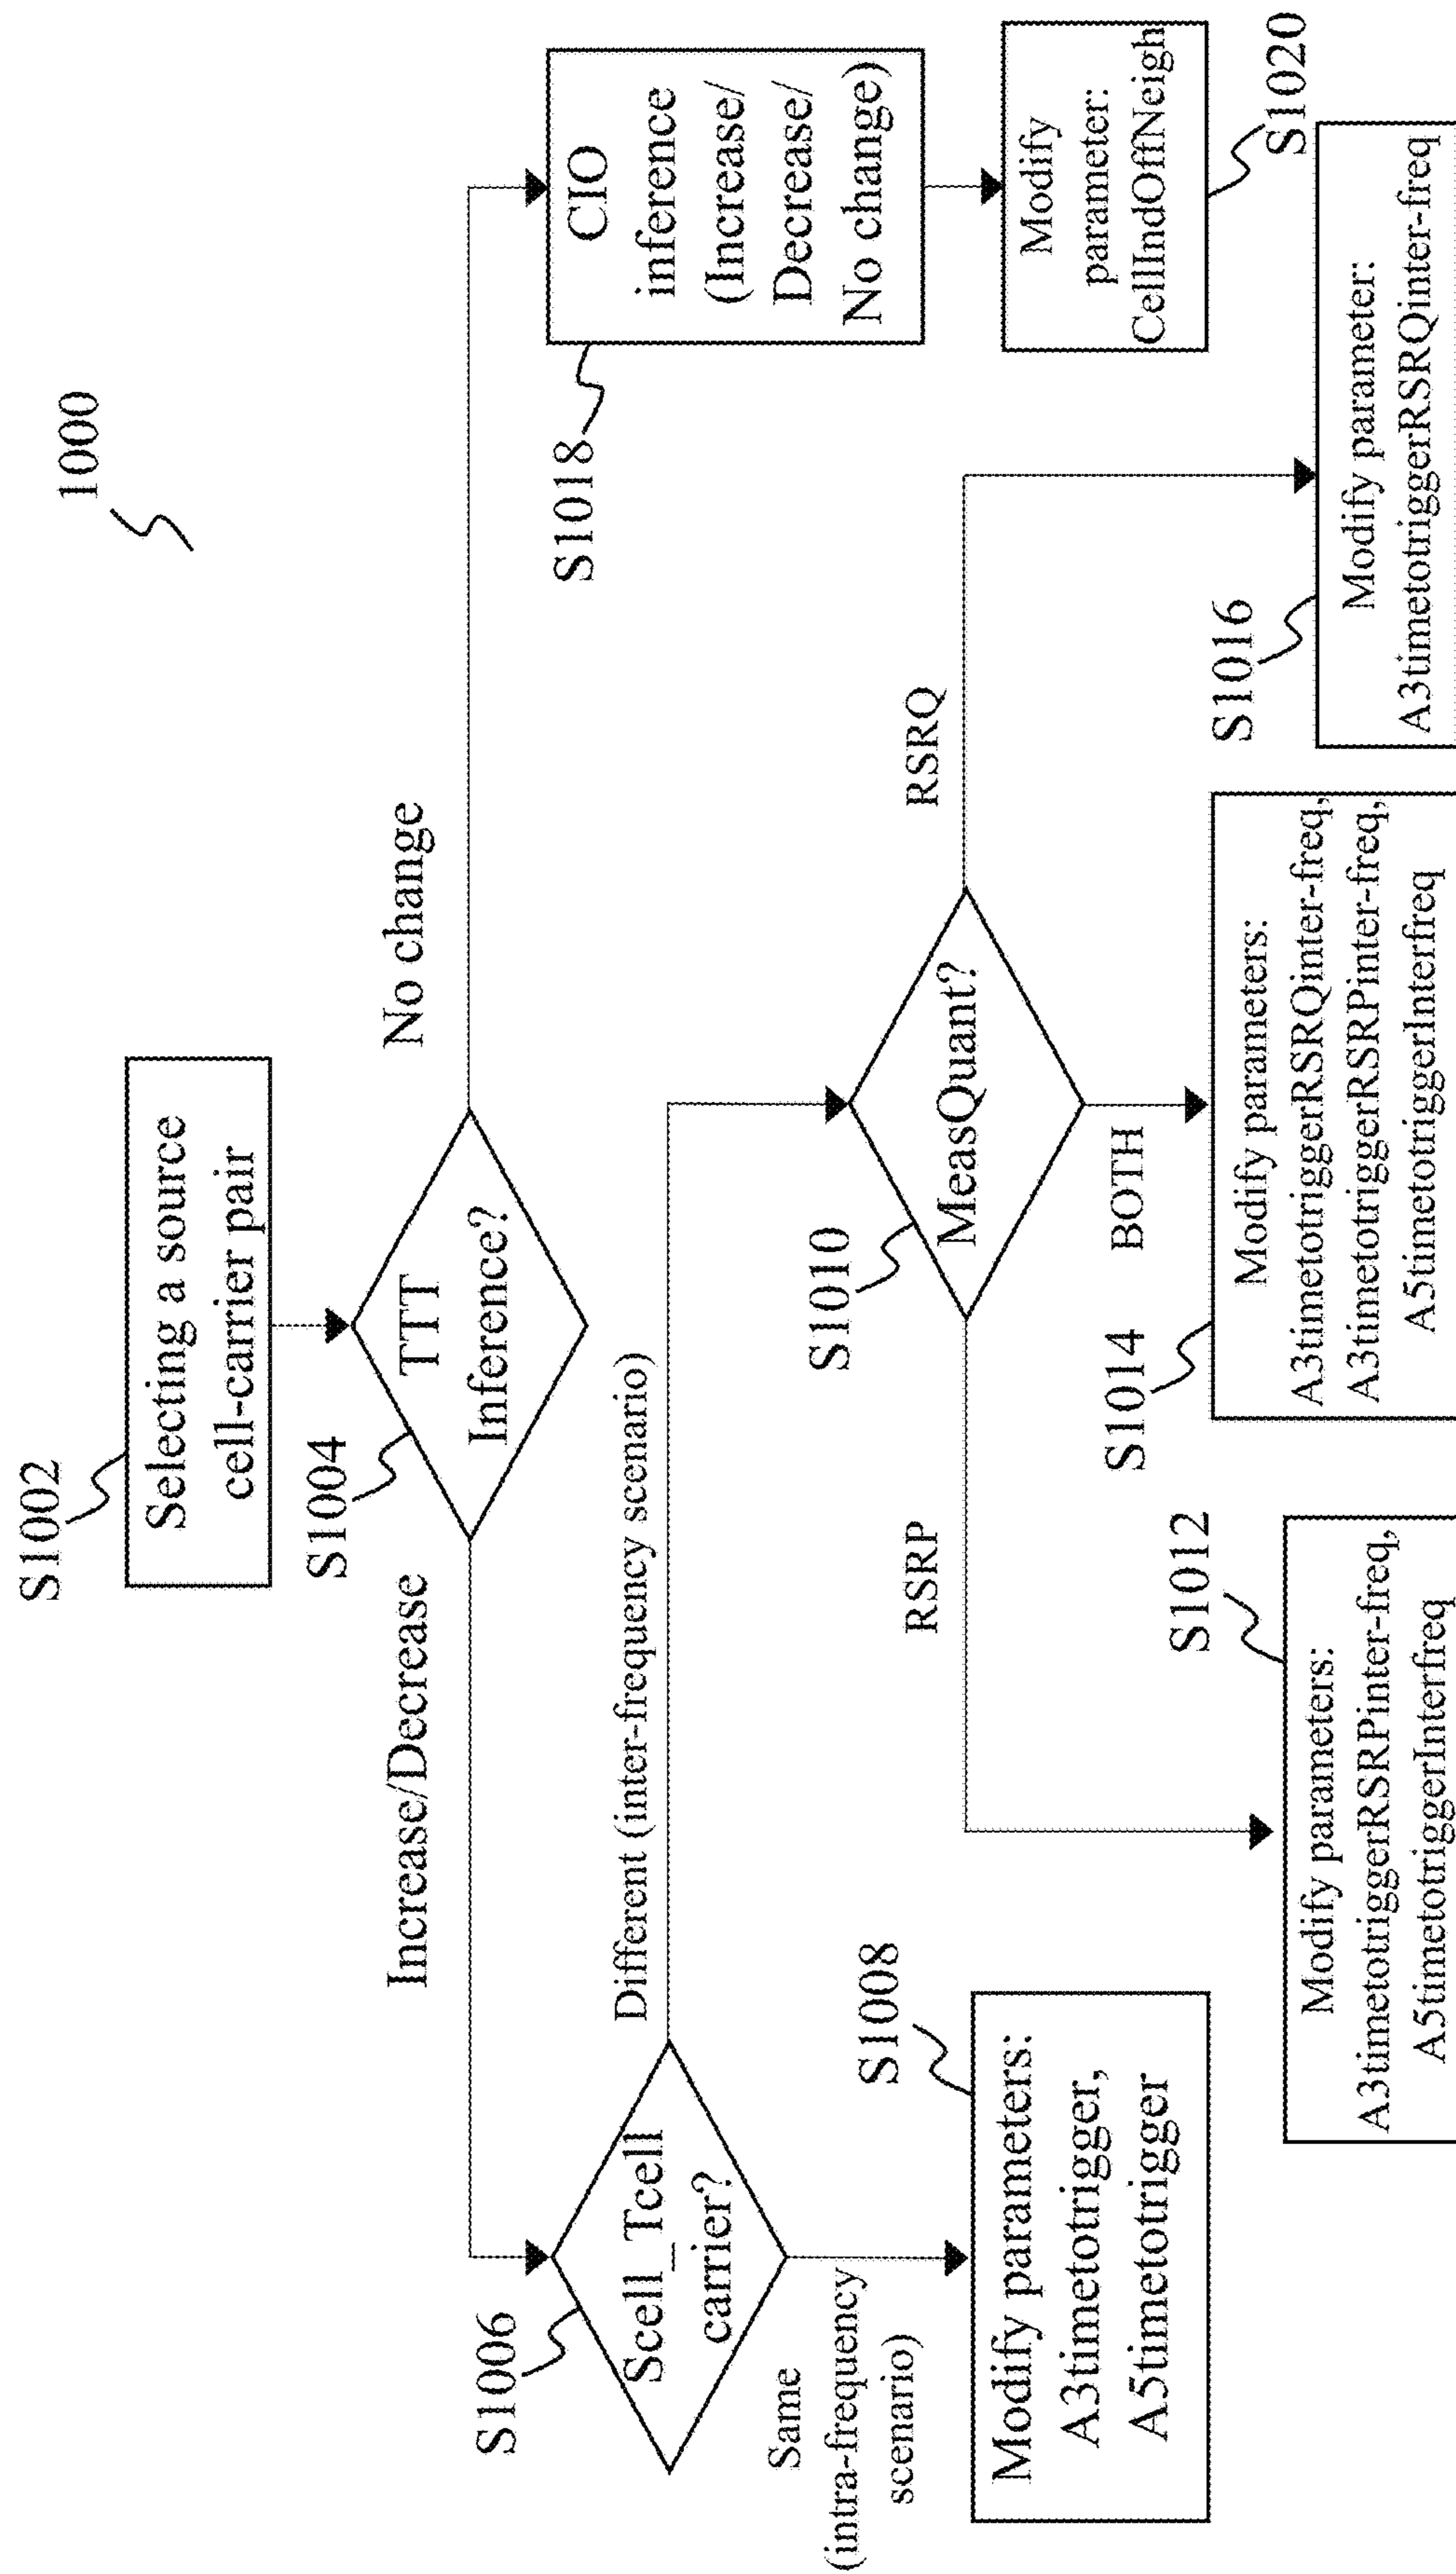 1000
S1002
Selecting a source
cell-carrier pair
S1004
TTT
Inference?
Increase/Decrease
No change
S1006
Scell_Tcell
carrier?
Different (inter-frequency scenario)
Same
(intra-frequency
scenario)
S1008
Modify parameters:
A3timetotrigger,
A5timetotrigger
S1010
MeasQuant?
RSRP
BOTH
RSRQ
S1012
Modify parameters:
A3timetotriggerRSRPinter-freq,
A5timetotriggerInterfreq
S1014
Modify parameters:
A3timetotriggerRSRQinter-freq,
A3timetotriggerRSRPinter-freq,
A5timetotriggerInterfreq
S1016
Modify parameter:
A3timetotriggerRSRQinter-freq
S1018
CIO
inference
(Increase/
Decrease/
No change)
Modify
parameter:
CellIndOffNeigh
S1020